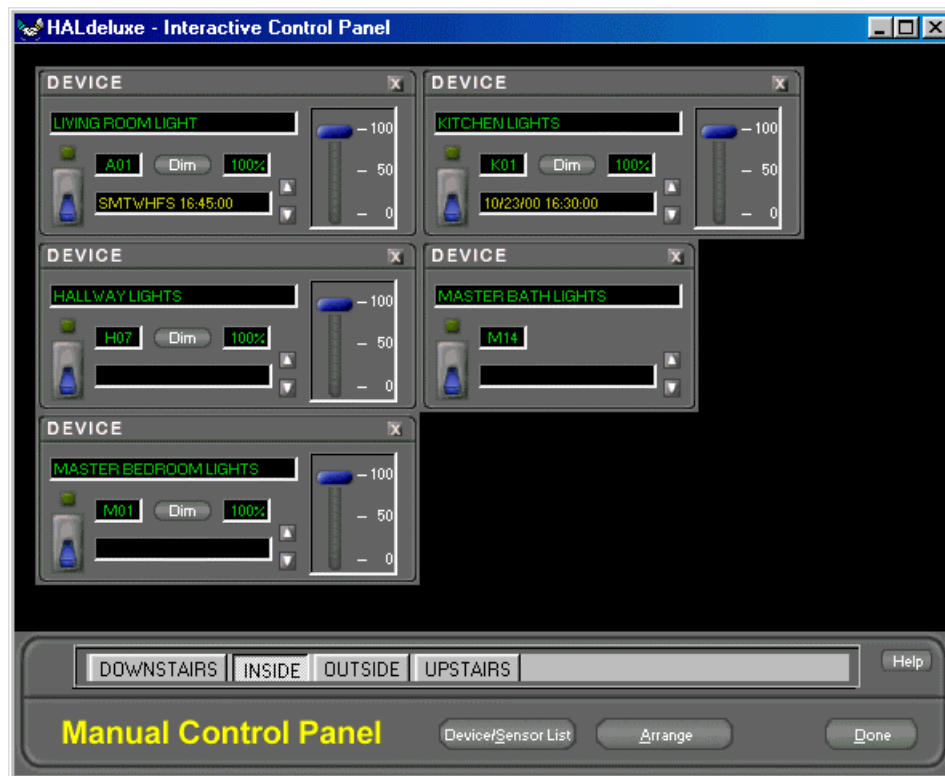 HALdeluxe - Interactive Control Panel
DEVICE
LIVING ROOM LIGHT
A01 Dim 100%
SMTWHFS 16:45:00
100
50
0
DEVICE
KITCHEN LIGHTS
K01 Dim 100%
10/23/00 16:30:00
100
50
0
DEVICE
HALLWAY LIGHTS
H07 Dim 100%
100
50
0
DEVICE
MASTER BATH LIGHTS
M14
DEVICE
MASTER BEDROOM LIGHTS
M01 Dim 100%
100
50
0
DOWNSTAIRS INSIDE OUTSIDE UPSTAIRS
Help
Manual Control Panel
Device/Sensor List
Arrange
Done